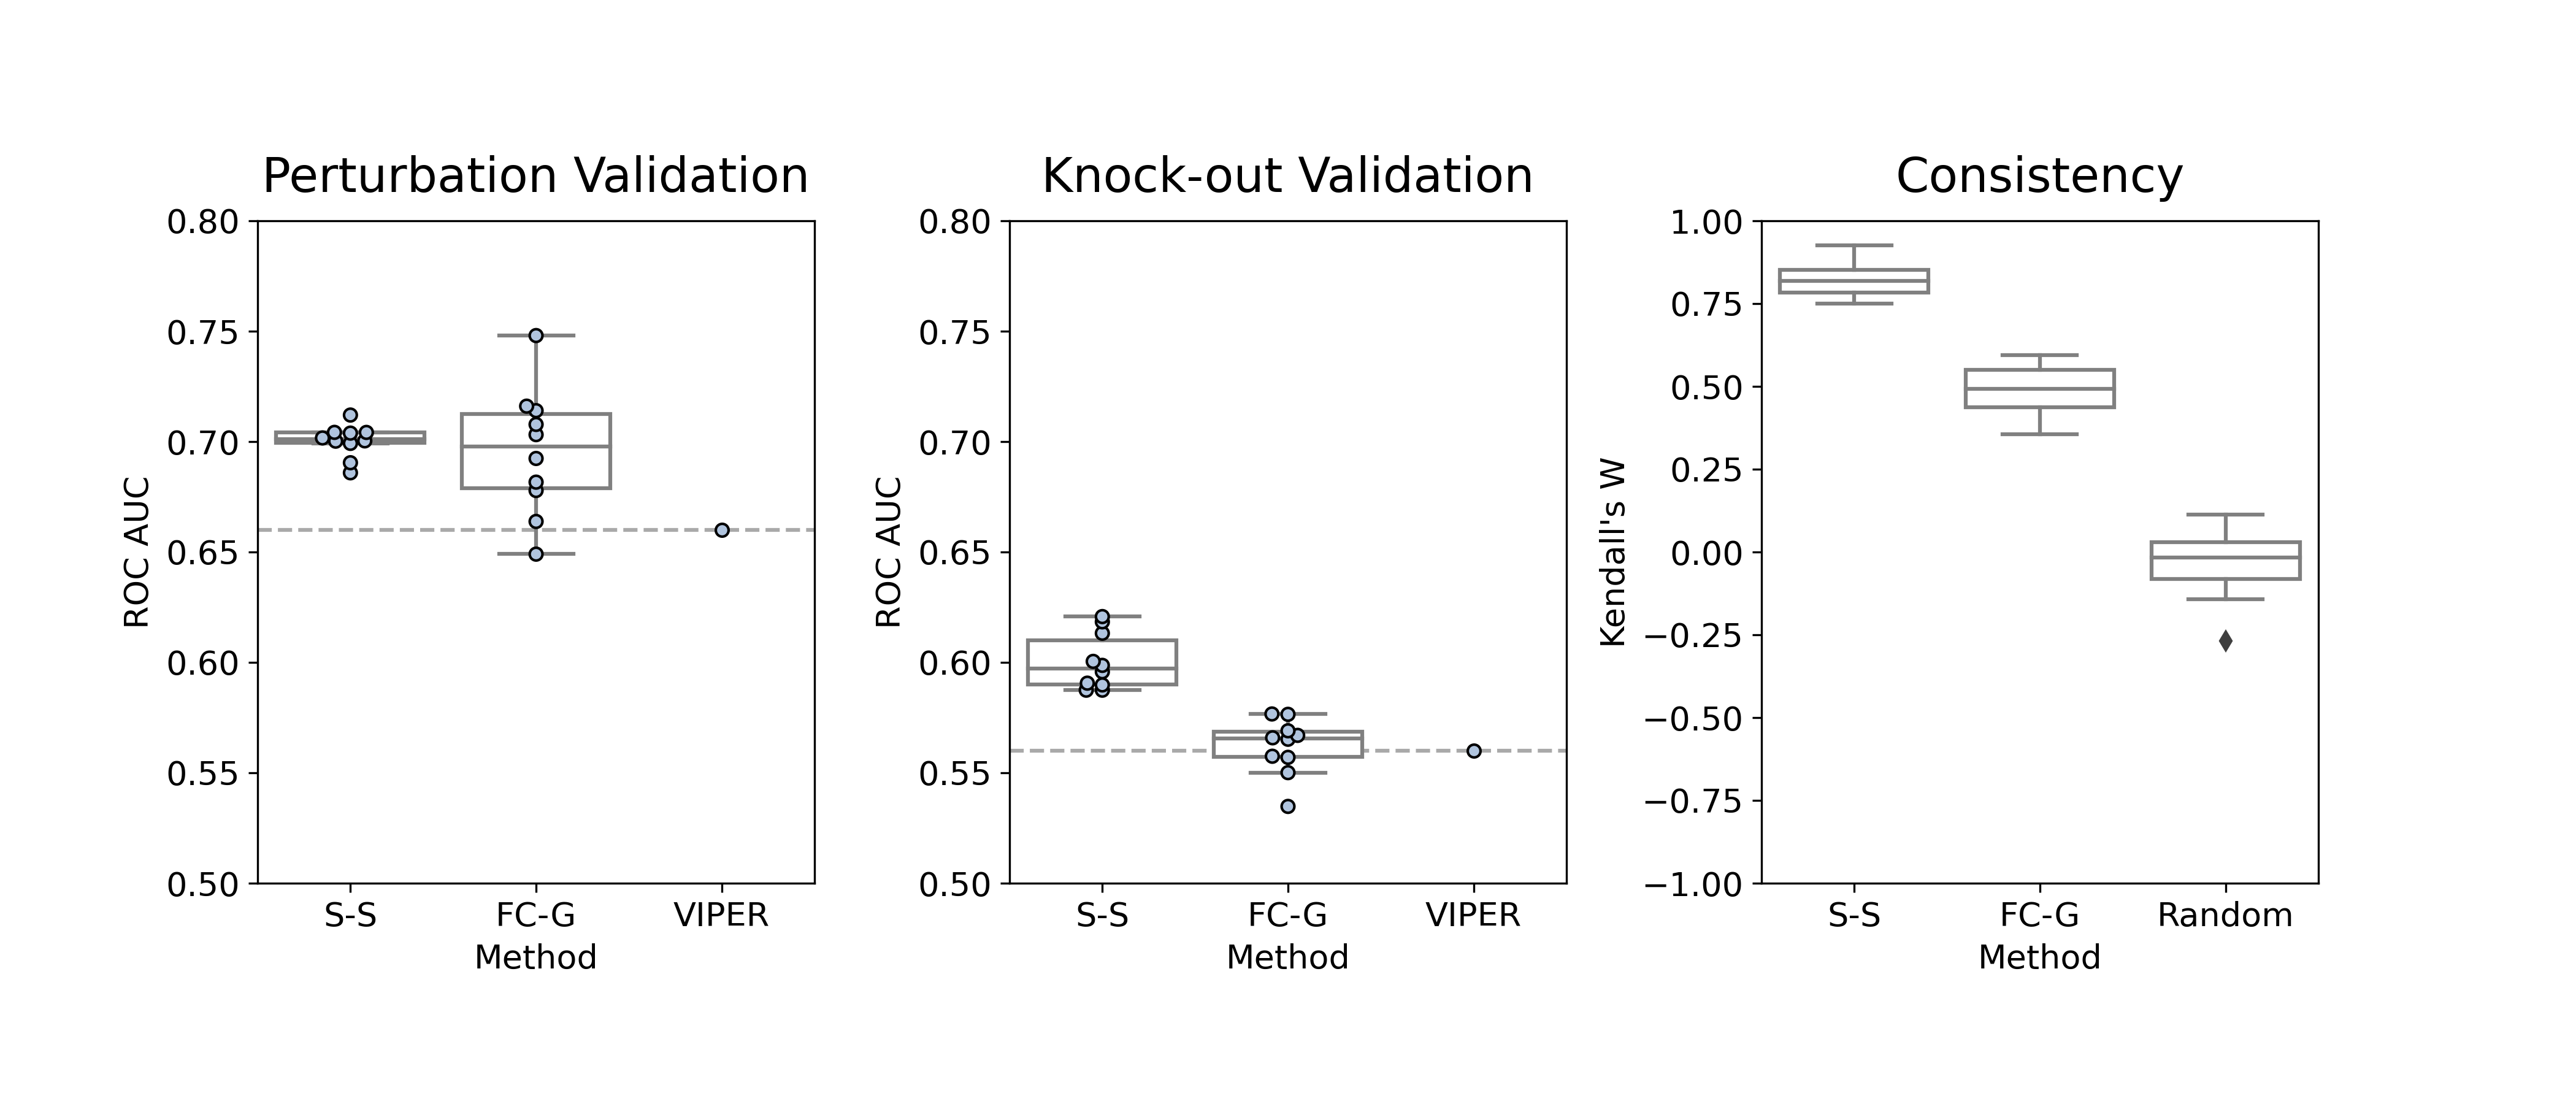 Perturbation Validation
0.80
0.75
0.70
0.65
0.60
0.55
0.50
ROC AUC
S-S
FC-G
VIPER
Method
Knock-out Validation
0.80
0.75
0.70
0.65
0.60
0.55
0.50
ROC AUC
S-S
FC-G
VIPER
Method
Consistency
1.00
0.75
0.50
0.25
0.00
−0.25
−0.50
−0.75
−1.00
Kendall's W
S-S
FC-G
Random
Method